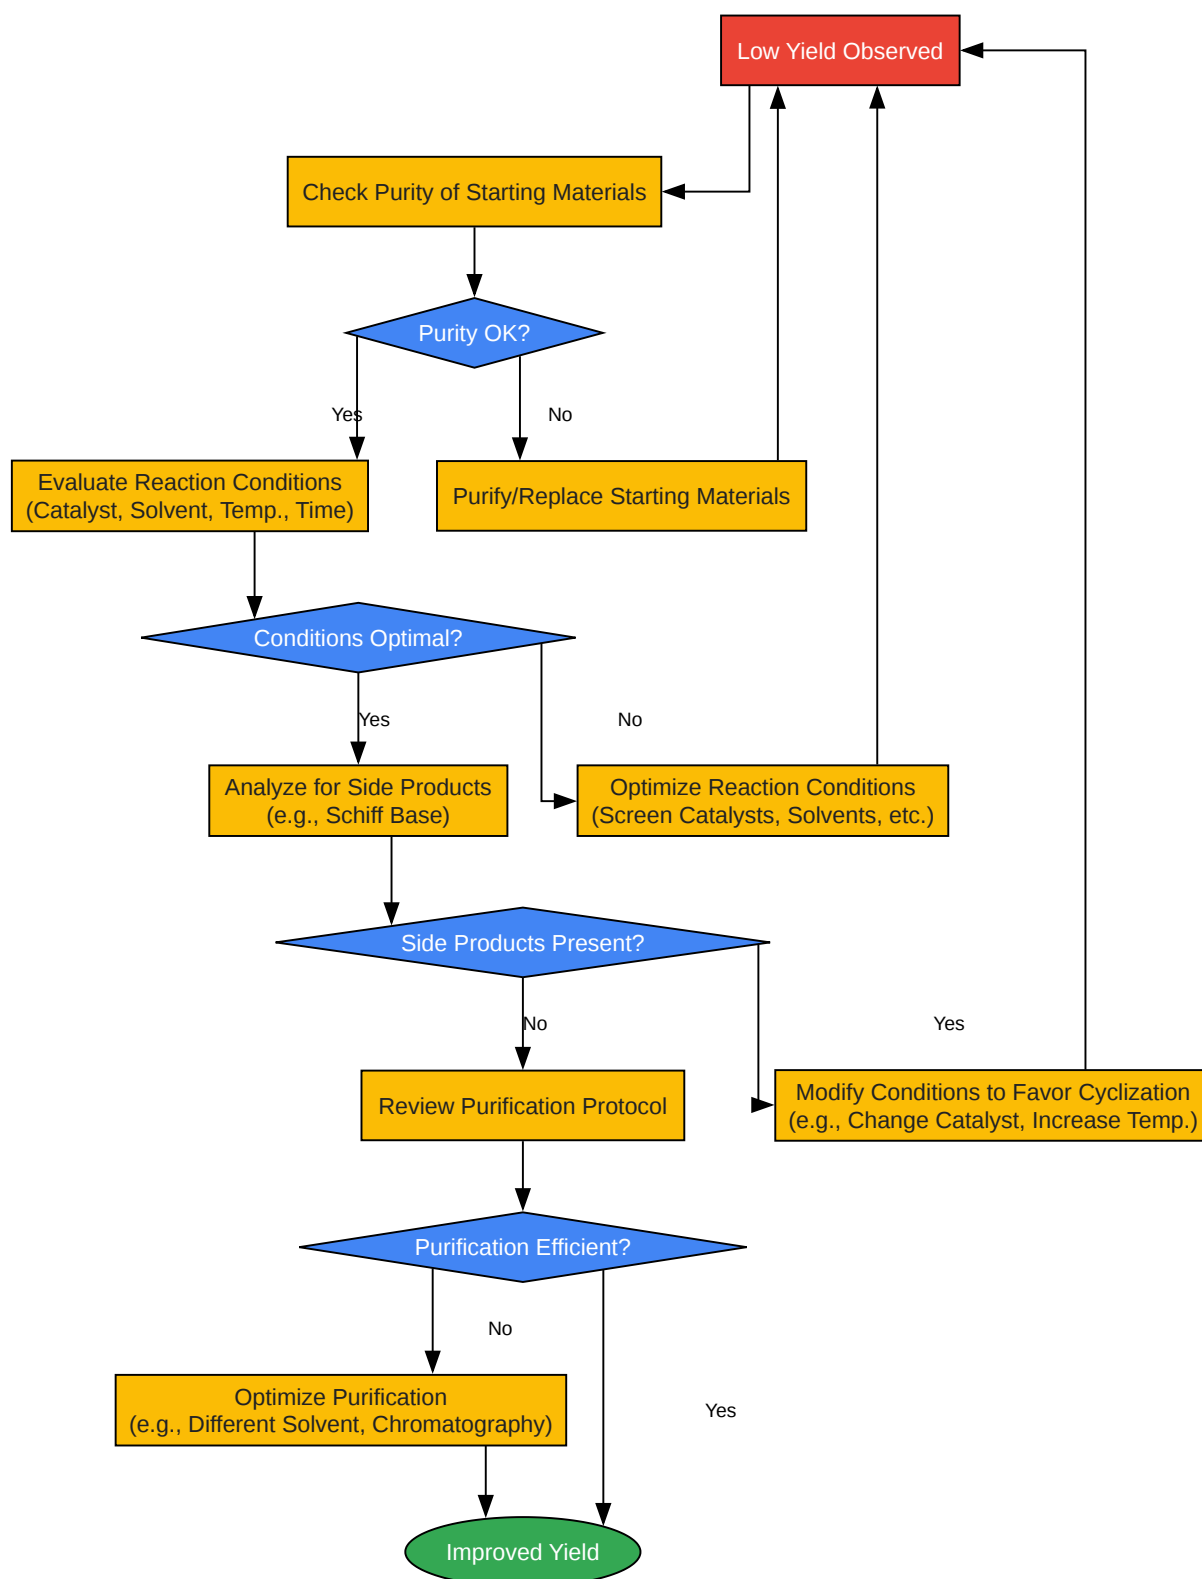 Low Yield Observed
Check Purity of Starting Materials
Purity OK?
Yes
No
Evaluate Reaction Conditions
(Catalyst, Solvent, Temp., Time)
Purify/Replace Starting Materials
Conditions Optimal?
Yes
No
Analyze for Side Products
(e.g., Schiff Base)
Optimize Reaction Conditions
(Screen Catalysts, Solvents, etc.)
Side Products Present?
No
Yes
Review Purification Protocol
Modify Conditions to Favor Cyclization
(e.g., Change Catalyst, Increase Temp.)
Purification Efficient?
No
Optimize Purification
(e.g., Different Solvent, Chromatography)
Yes
Improved Yield